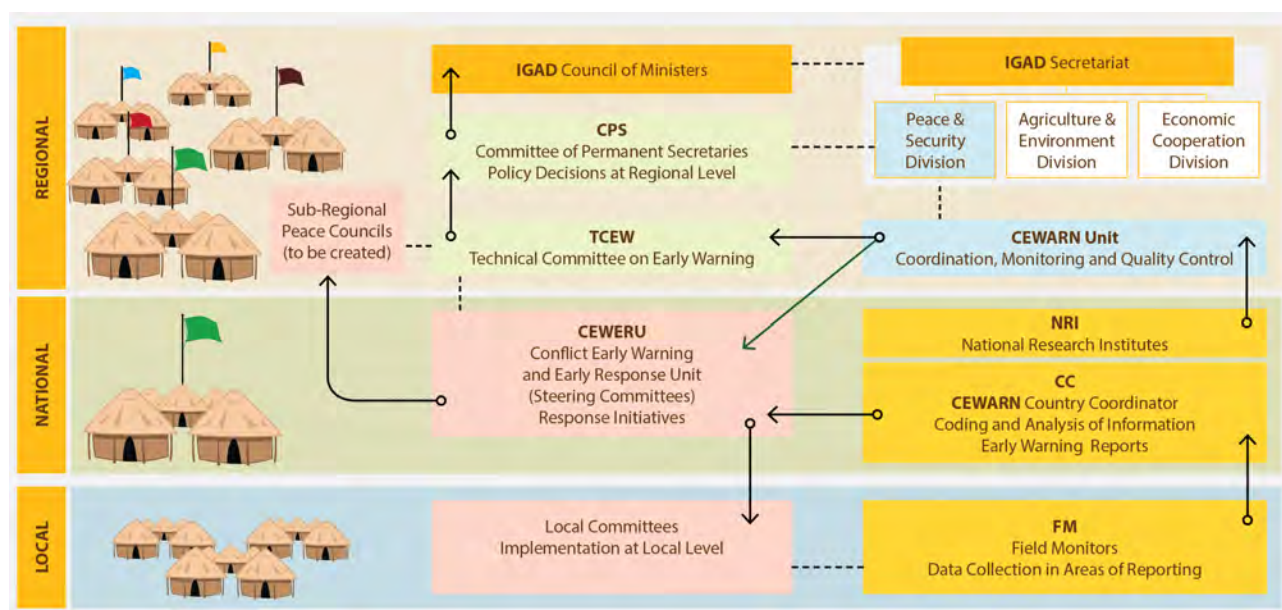 REGIONAL
IGAD Council of Ministers
IGAD Secretariat
CPS
Committee of Permanent Secretaries
Policy Decisions at Regional Level
Peace &
Security
Division
Agriculture &
Environment
Division
Economic
Cooperation
Division
Sub-Regional
Peace Councils
(to be created)
TCEW
Technical Committee on Early Warning
CEWARN Unit
Coordination, Monitoring and Quality Control
NATIONAL
CEWERU
Conflict Early Warning
and Early Response Unit
(Steering Committees)
Response Initiatives
NRI
National Research Institutes
CC
CEWARN Country Coordinator
Coding and Analysis of Information
Early Warning Reports
LOCAL
Local Committees
Implementation at Local Level
FM
Field Monitors
Data Collection in Areas of Reporting